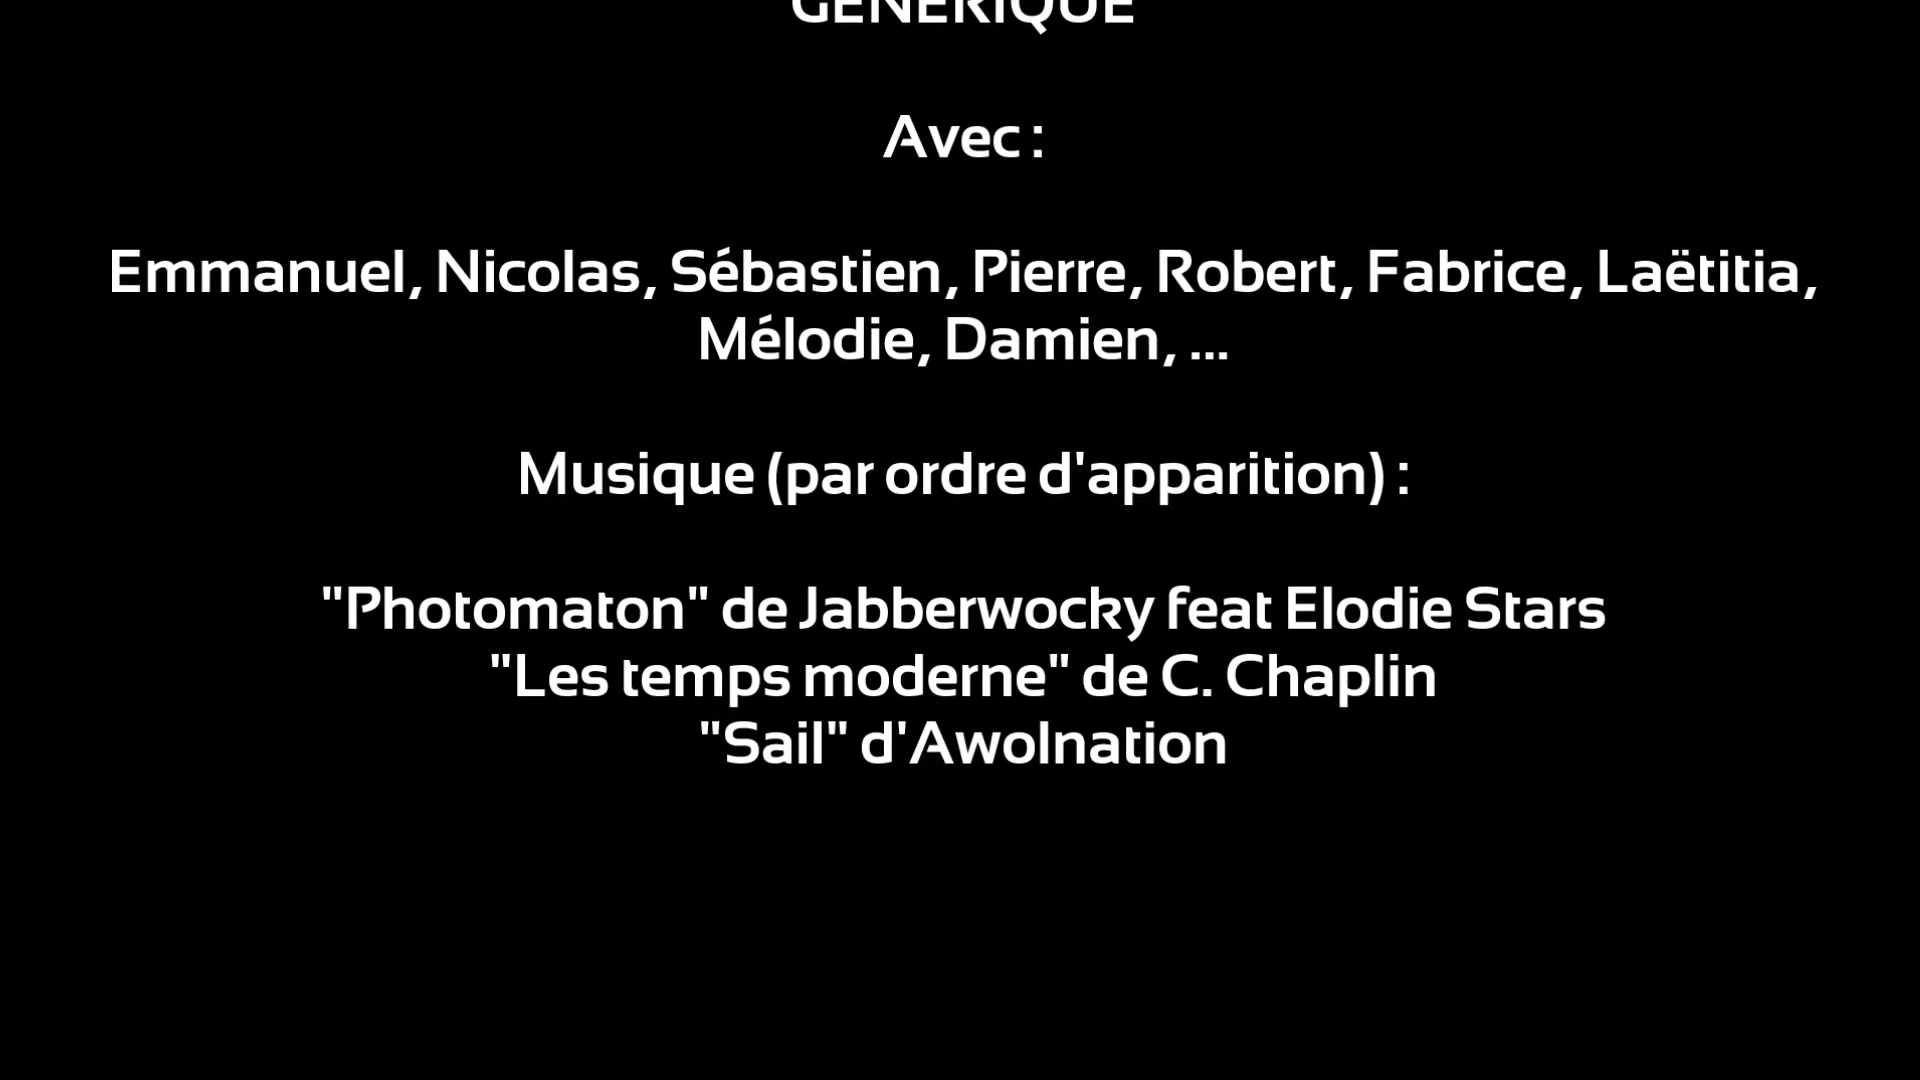 GENERIQUE
Avec :
Emmanuel, Nicolas, Sébastien, Pierre, Robert, Fabrice, Laëtitia,
Mélodie, Damien, ...
Musique (par ordre d'apparition) :
"Photomaton" de Jabberwocky feat Elodie Stars
"Les temps moderne" de C. Chaplin
"Sail" d'Awolnation